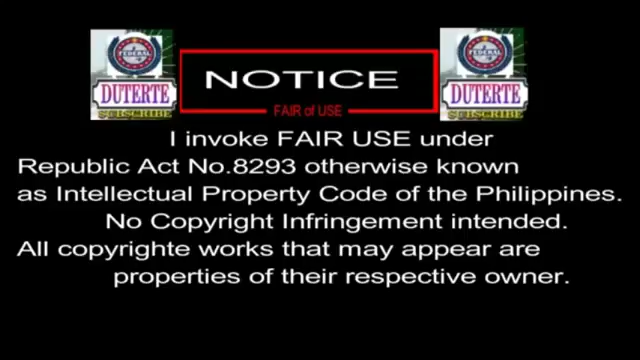 FEDERAL
DUTERTE
SUBSCRIBE
NOTICE
FAIR of USE
FEDERAL
DUTERTE
SUBSCRIBE
I invoke FAIR USE under
Republic Act No.8293 otherwise known
as Intellectual Property Code of the Philippines.
No Copyright Infringement intended.
All copyrighte works that may appear are
properties of their respective owner.